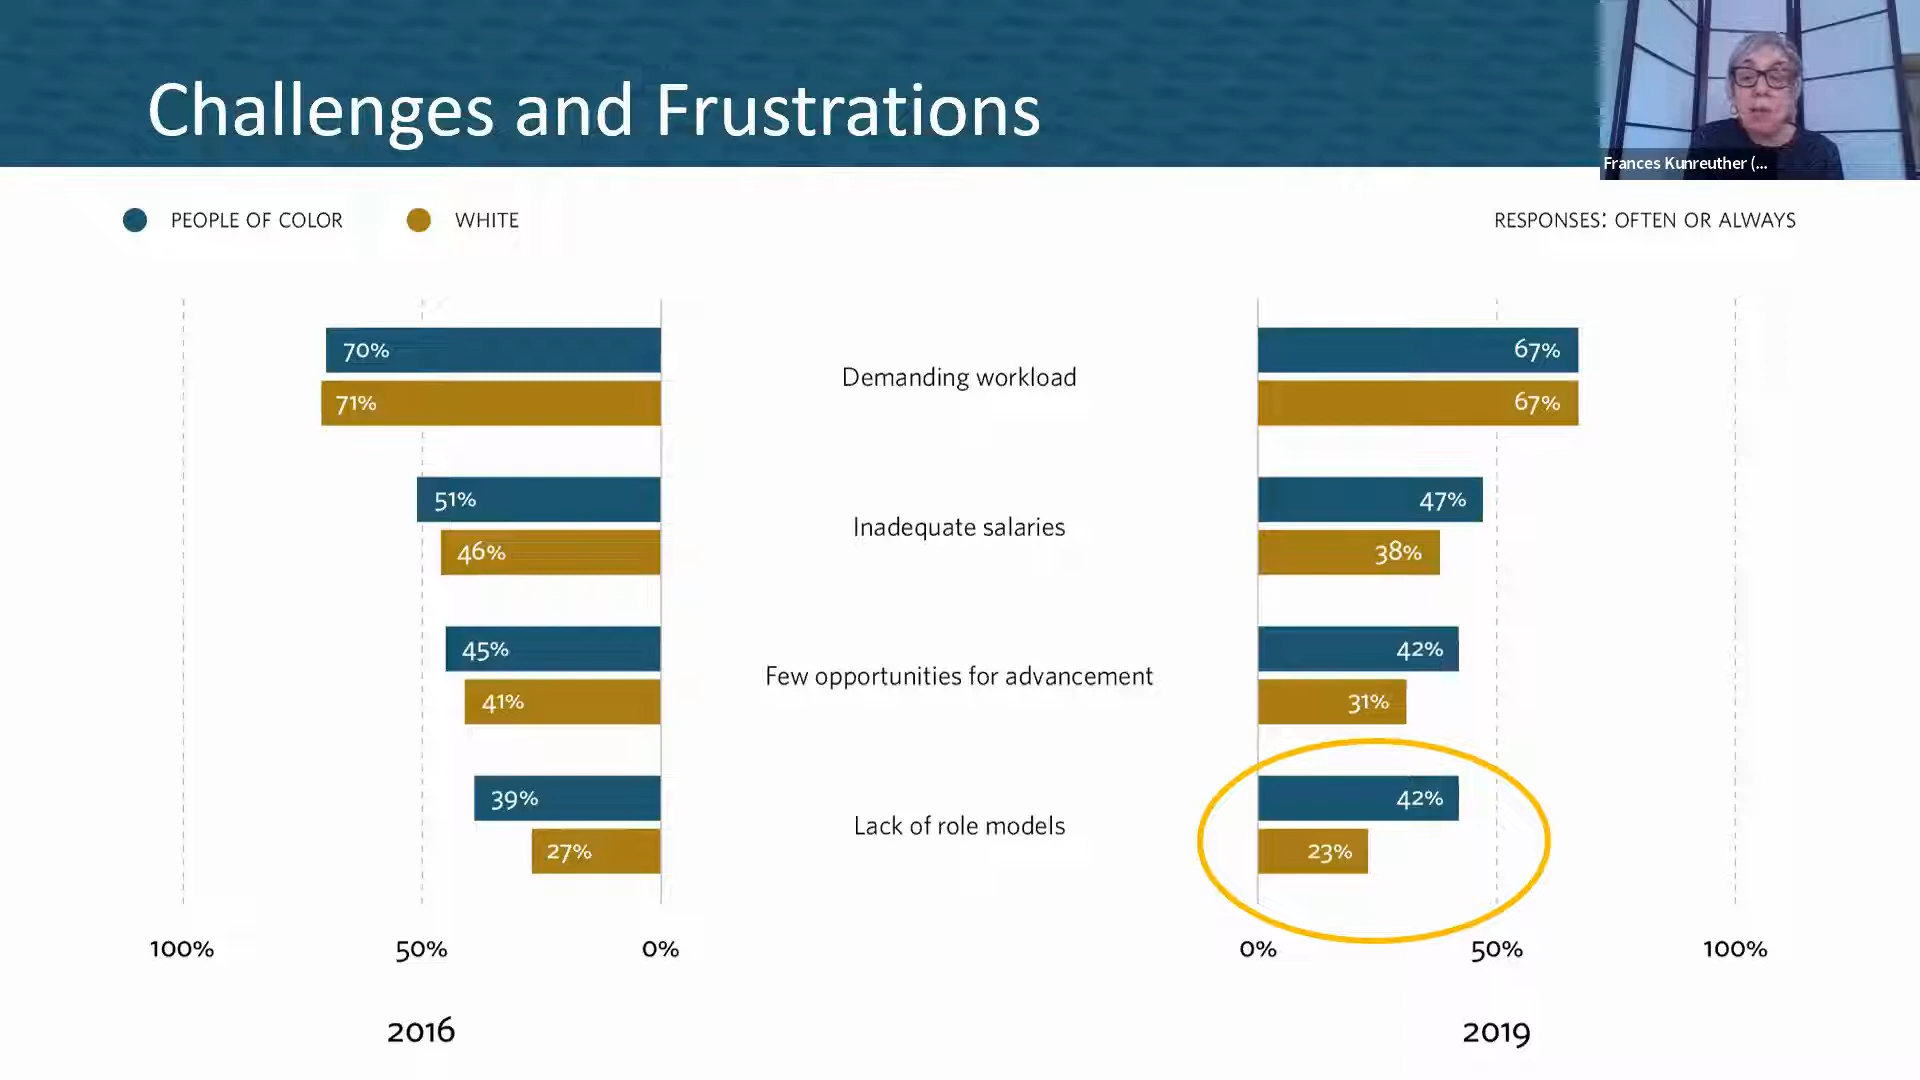 Challenges and Frustrations
Frances Kunreuther (...
PEOPLE OF COLOR
WHITE
RESPONSES: OFTEN OR ALWAYS
70%
71%
Demanding workload
67%
67%
51%
46%
Inadequate salaries
47%
38%
45%
41%
Few opportunities for advancement
42%
31%
39%
27%
Lack of role models
42%
23%
100%
50%
0%
0%
50%
100%
2016
2019